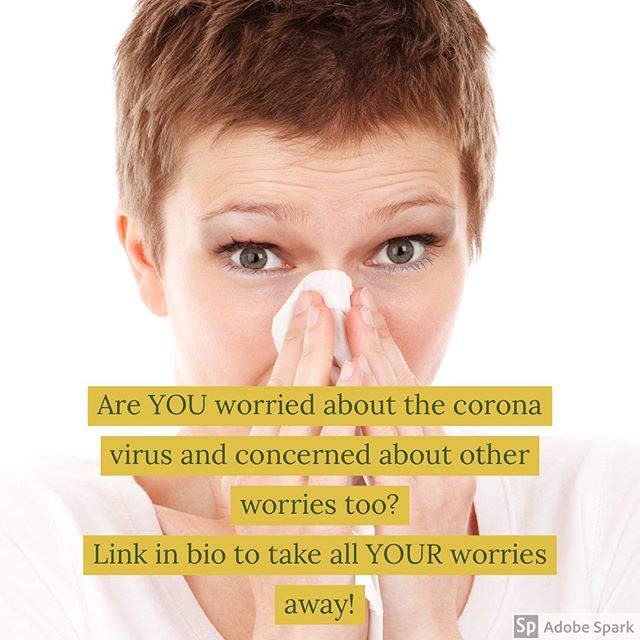 Are YOU worried about the corona
virus and concerned about other
worries too?
Link in bio to take all YOUR worries
away!
Sp Adobe Spark